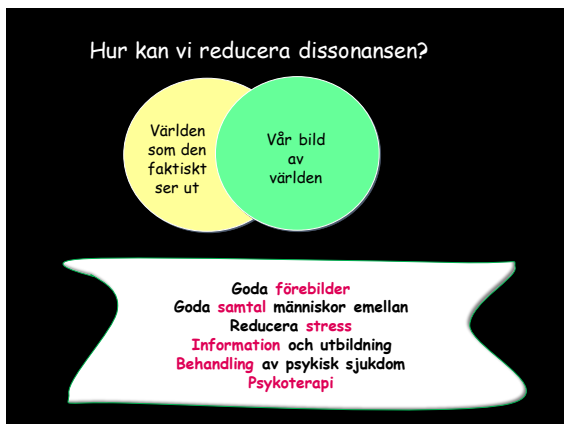 Hur kan vi reducera dissonansen?
Världen
som den
faktiskt
ser ut
Vår bild
av
världen
Goda förebilder
Goda samtal människor emellan
Reducera stress
Information och utbildning
Behandling av psykisk sjukdom
Psykoterapi